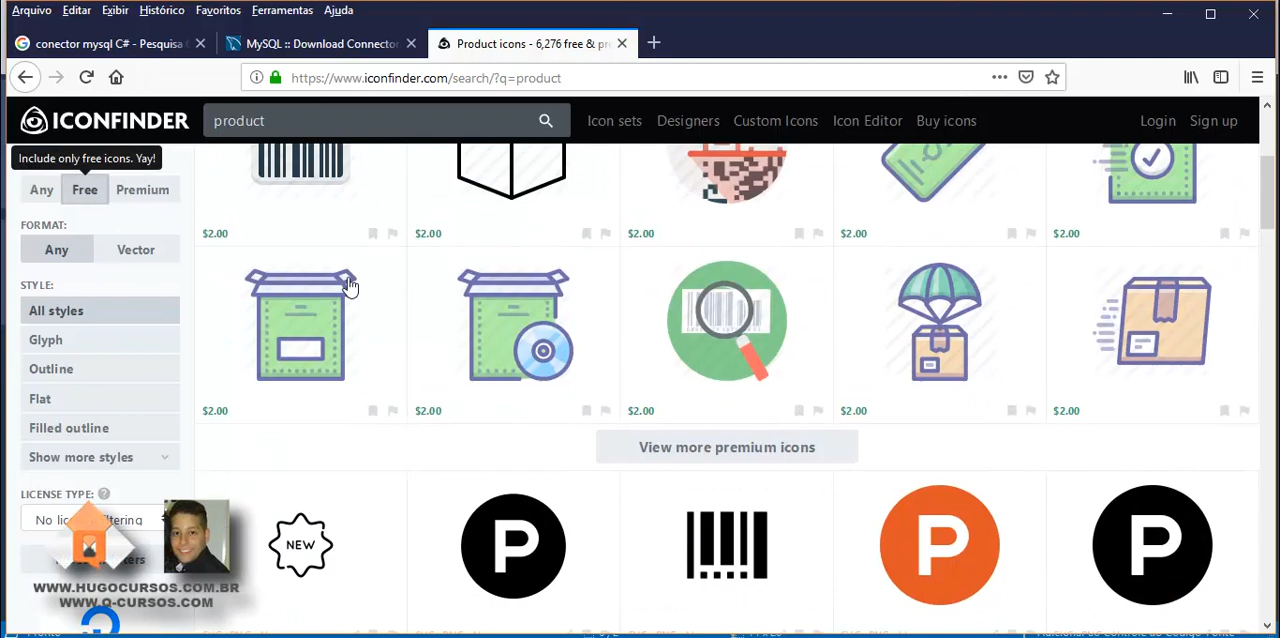 Arquivo Editar Exibir Histórico Favoritos Ferramentas Ajuda
conector mysql C# - Pesquisa
MySQL :: Download Connector
Product icons - 6,276 free & pr
https://www.iconfinder.com/search/?q=product
ICONFINDER
product
Icon sets Designers Custom Icons Icon Editor Buy icons Login Sign up
Include only free icons. Yay!
Any Free Premium
FORMAT:
Any Vector
STYLE:
All styles
Glyph
Outline
Flat
Filled outline
Show more styles
LICENSE TYPE: ?
$2.00 $2.00 $2.00 $2.00 $2.00
$2.00 $2.00 $2.00 $2.00 $2.00
View more premium icons
NEW P P P
WWW.HUGOCURSOS.COM.BR
WWW.Q-CURSOS.COM